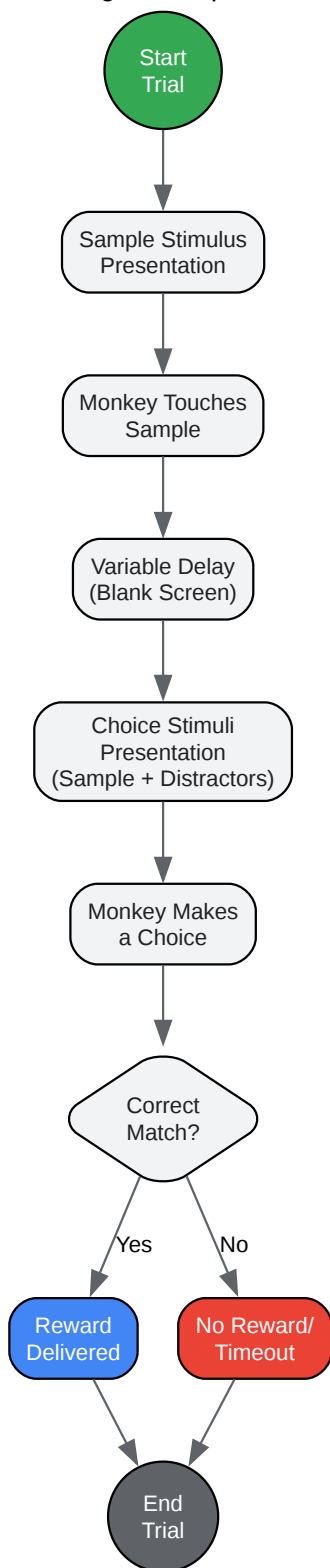 Start
Trial
Sample Stimulus
Presentation
Monkey Touches
Sample
Variable Delay
(Blank Screen)
Choice Stimuli
Presentation
(Sample + Distractors)
Monkey Makes
a Choice
Correct
Match?
Yes
No
Reward
Delivered
No Reward/
Timeout
End
Trial